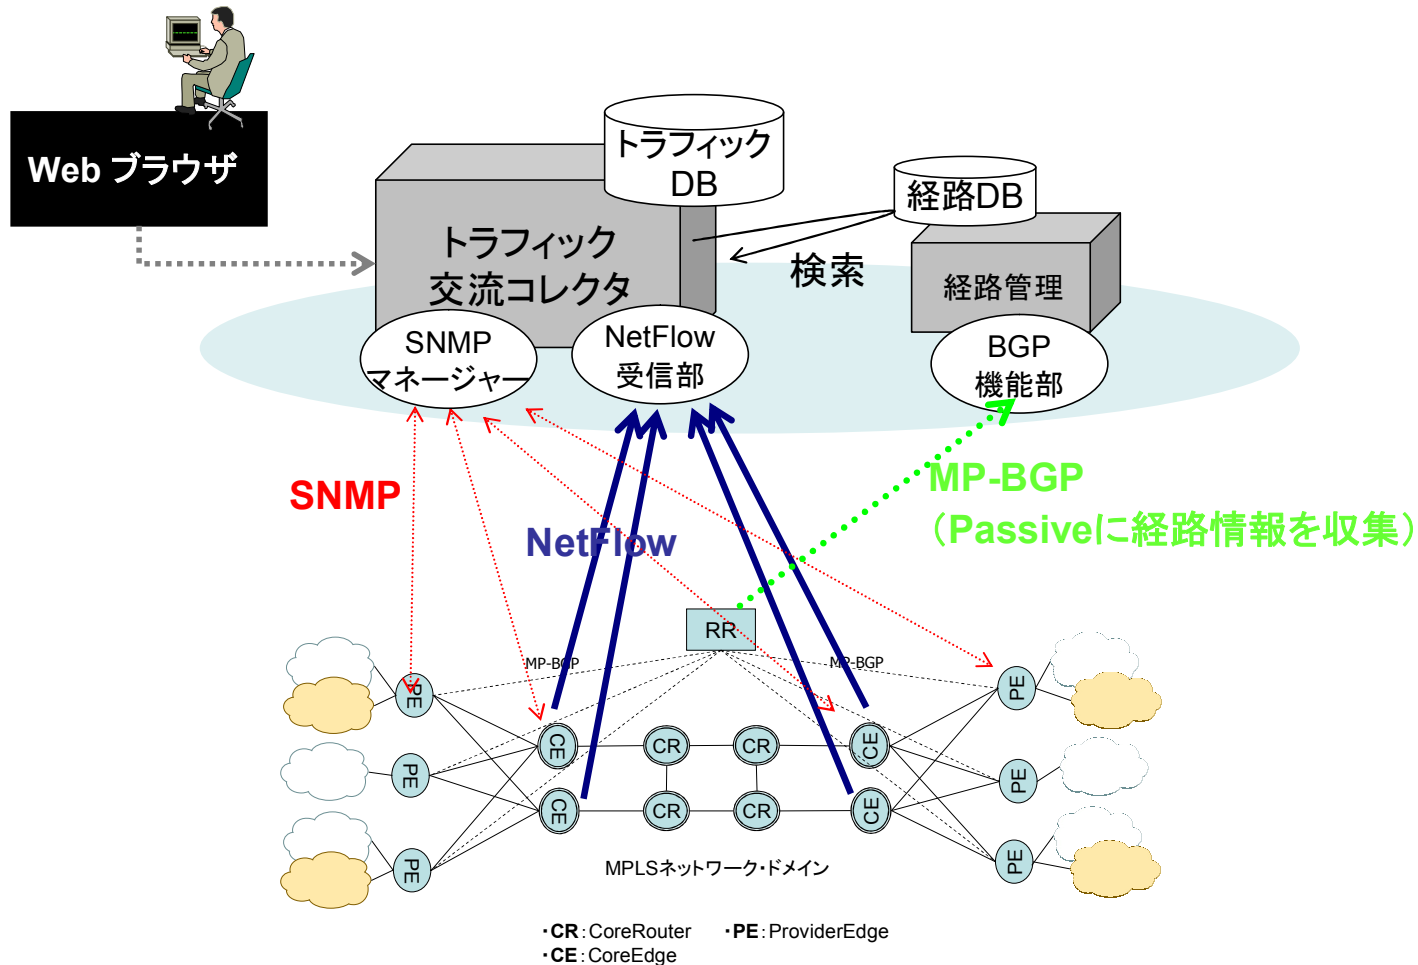 Web ブラウザ
トラフィック
DB
経路DB
トラフィック
交流コレクタ
検索
経路管理
SNMP
マネージャー
NetFlow
受信部
BGP
機能部
SNMP
NetFlow
MP-BGP
（Passiveに経路情報を収集）
RR
MP-BGP
MP-BGP
PE
PE
CE
CR
CR
CE
PE
PE
CE
CR
CR
CE
PE
PE
MPLSネットワーク・ドメイン
・CR：CoreRouter
・PE：ProviderEdge
・CE：CoreEdge